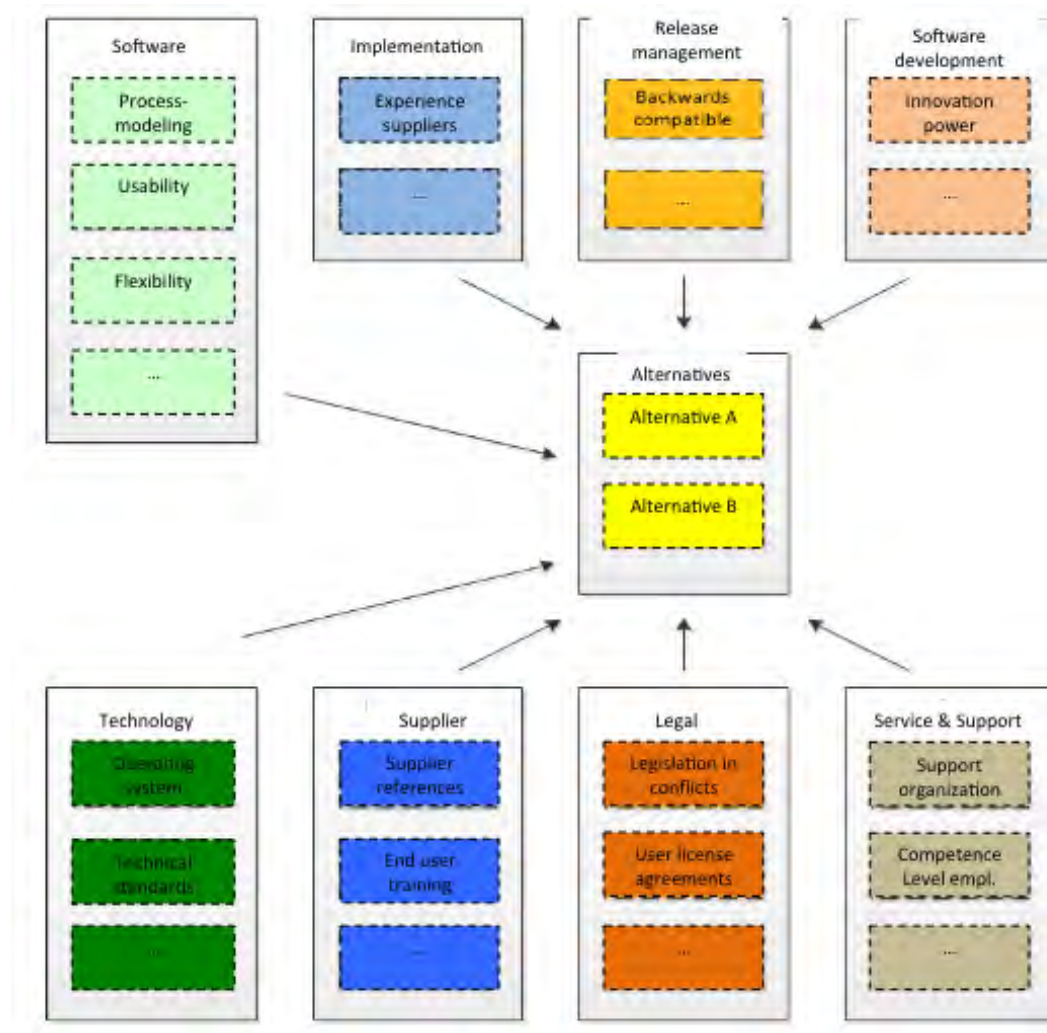 Software
Process-
modeling
Usability
Flexibility
...
Implementation
Experience
suppliers
...
Release
management
Backwards
compatible
...
Software
development
Innovation
power
...
Alternatives
Alternative A
Alternative B
Technology
Operating
system
Technical
standards
...
Supplier
Supplier
references
End user
training
...
Legal
Legislation in
conflicts
User license
agreements
...
Service & Support
Support
organization
Competence
Level empl.
...